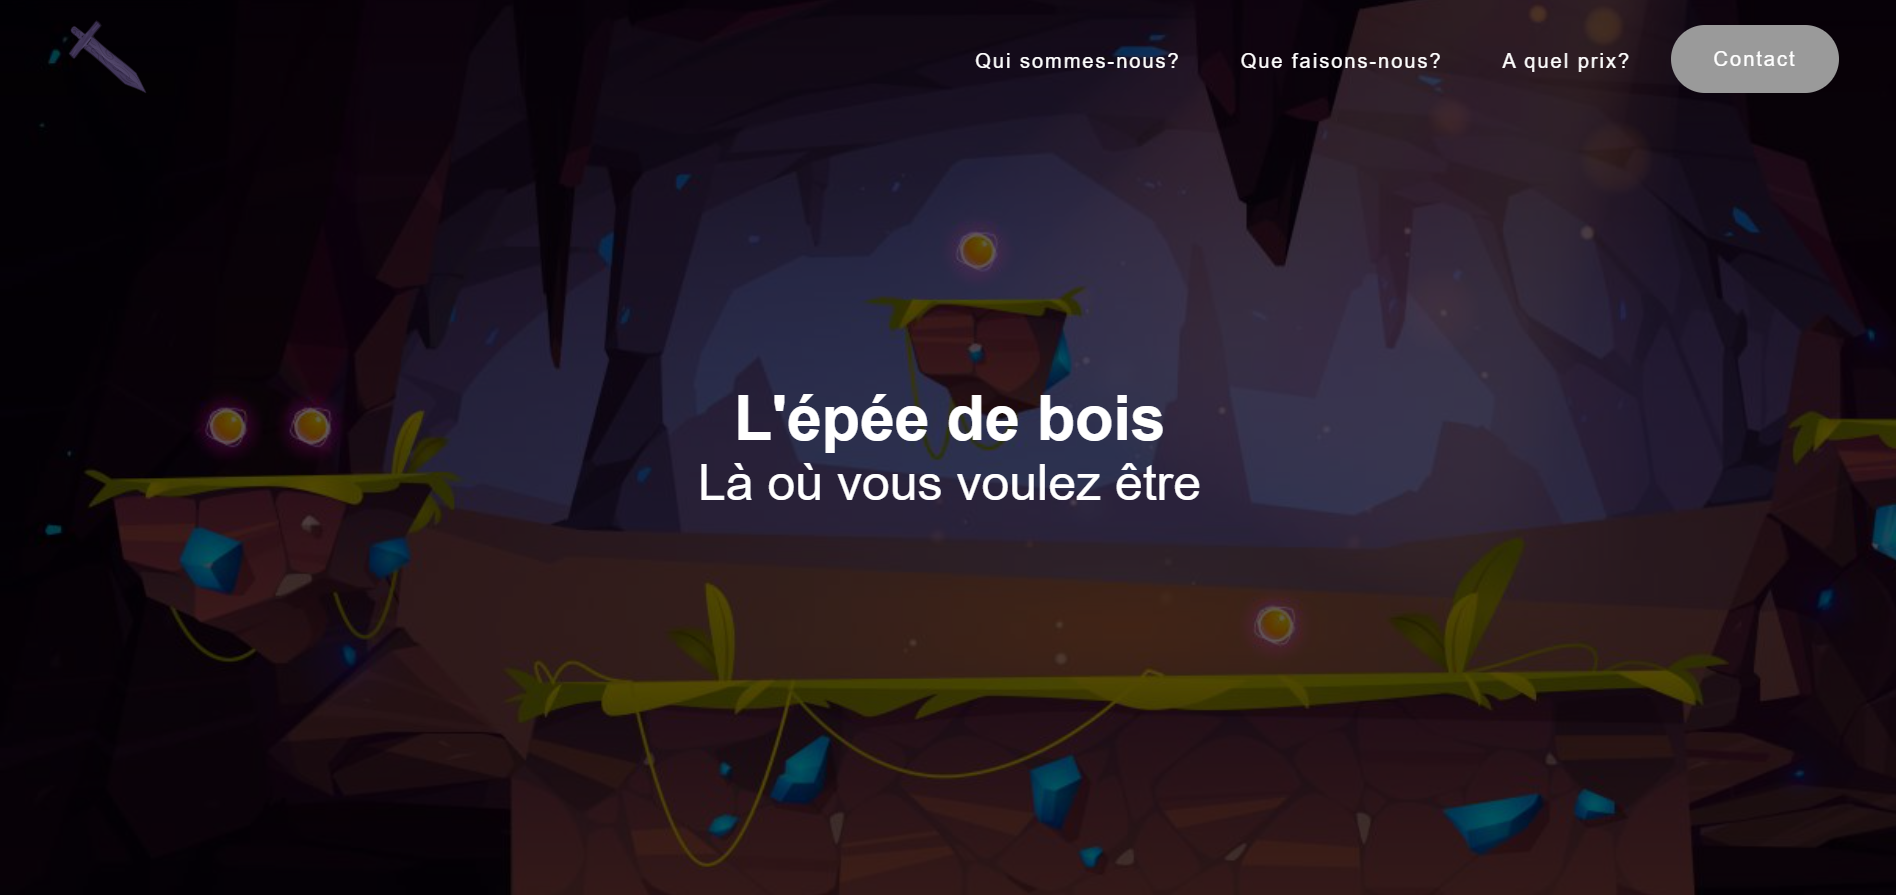 Qui sommes-nous?
Que faisons-nous?
A quel prix?
Contact
L'épée de bois
Là où vous voulez être